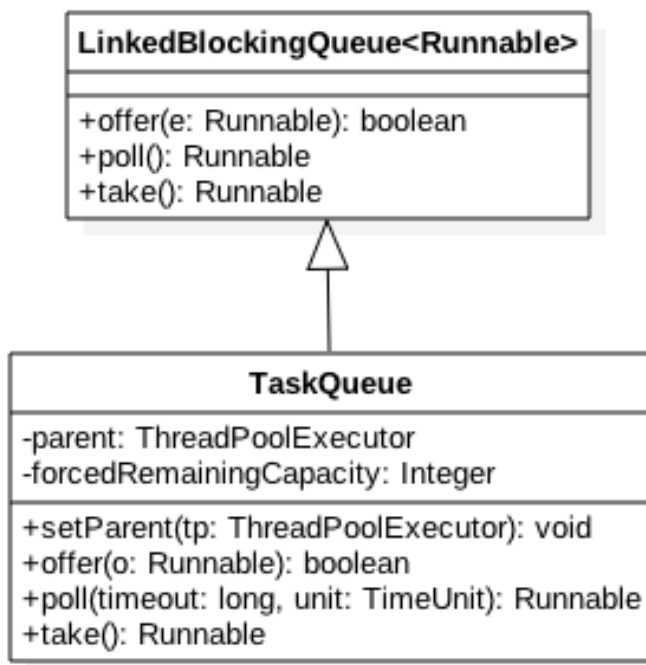 LinkedBlockingQueue<Runnable>
+offer(e: Runnable): boolean
+poll(): Runnable
+take(): Runnable
TaskQueue
-parent: ThreadPoolExecutor
-forcedRemainingCapacity: Integer
+setParent(tp: ThreadPoolExecutor): void
+offer(o: Runnable): boolean
+poll(timeout: long, unit: TimeUnit): Runnable
+take(): Runnable